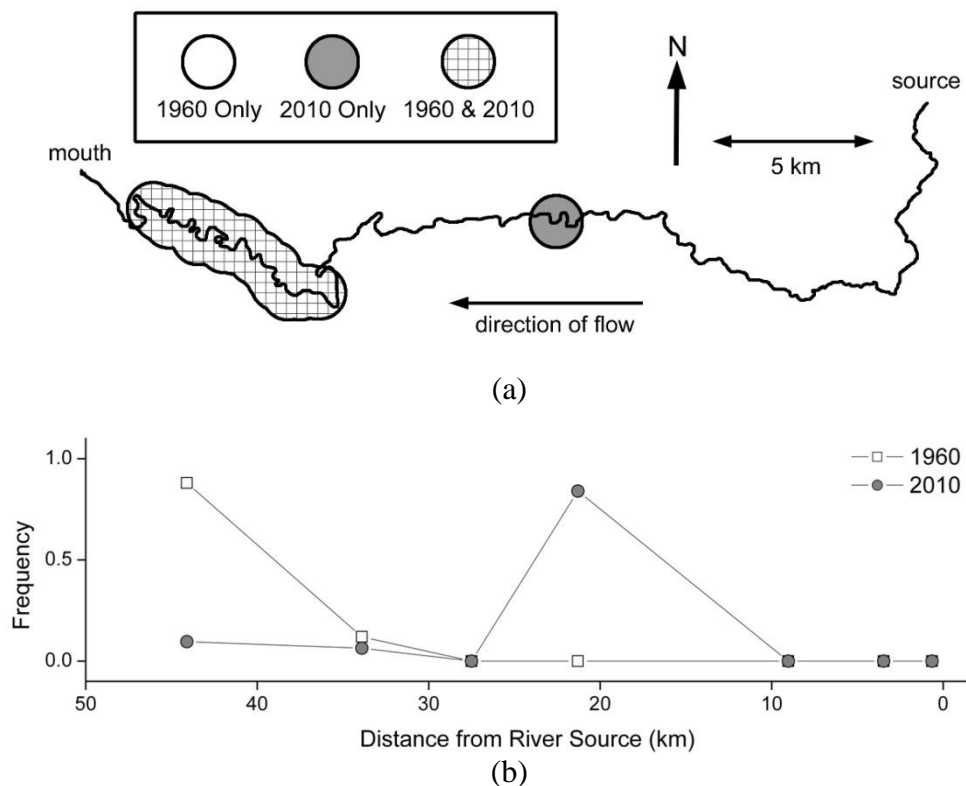 1960 Only 2010 Only 1960 & 2010
N
source
5 km
mouth
direction of flow
(a)
1.0
0.5
0.0
Frequency
1960
2010
50 40 30 20 10 0
Distance from River Source (km)
(b)